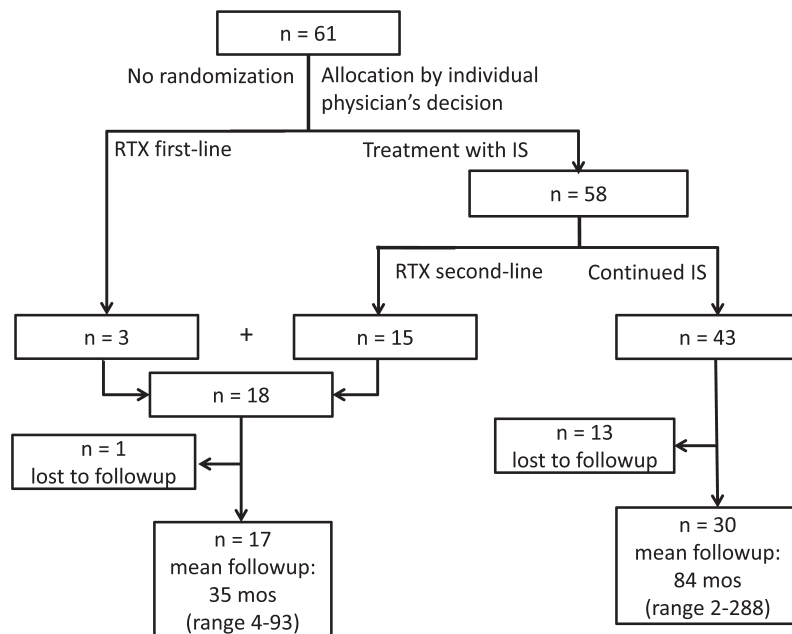 n = 61
No randomization
Allocation by individual
physician's decision
RTX first-line
Treatment with IS
n = 58
RTX second-line
Continued IS
n = 3
+
n = 15
n = 43
n = 18
n = 1
lost to followup
n = 13
lost to followup
n = 17
mean followup:
35 mos
(range 4-93)
n = 30
mean followup:
84 mos
(range 2-288)